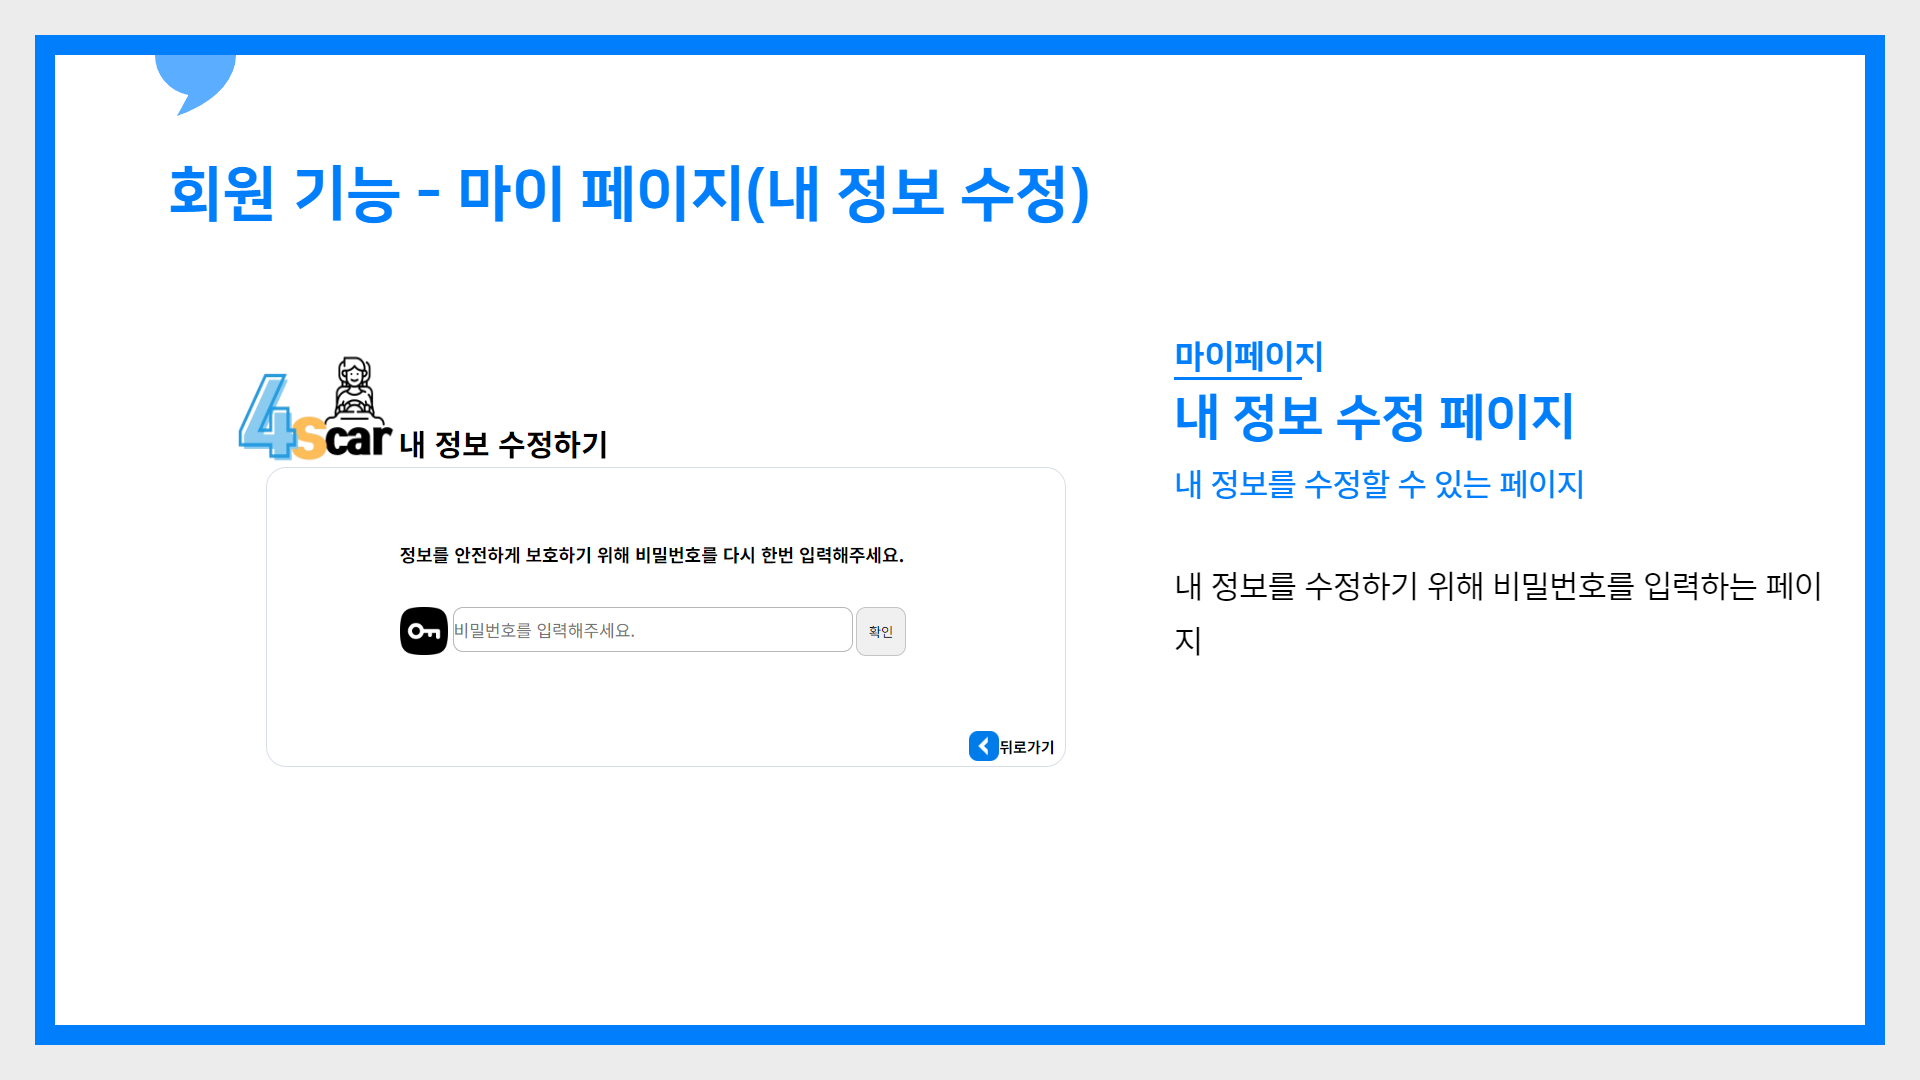 회원 기능 - 마이 페이지(내 정보 수정)
4scar 내 정보 수정하기
정보를 안전하게 보호하기 위해 비밀번호를 다시 한번 입력해주세요.
비밀번호를 입력해주세요. 확인
뒤로가기
마이페이지
내 정보 수정 페이지
내 정보를 수정할 수 있는 페이지
내 정보를 수정하기 위해 비밀번호를 입력하는 페이
지